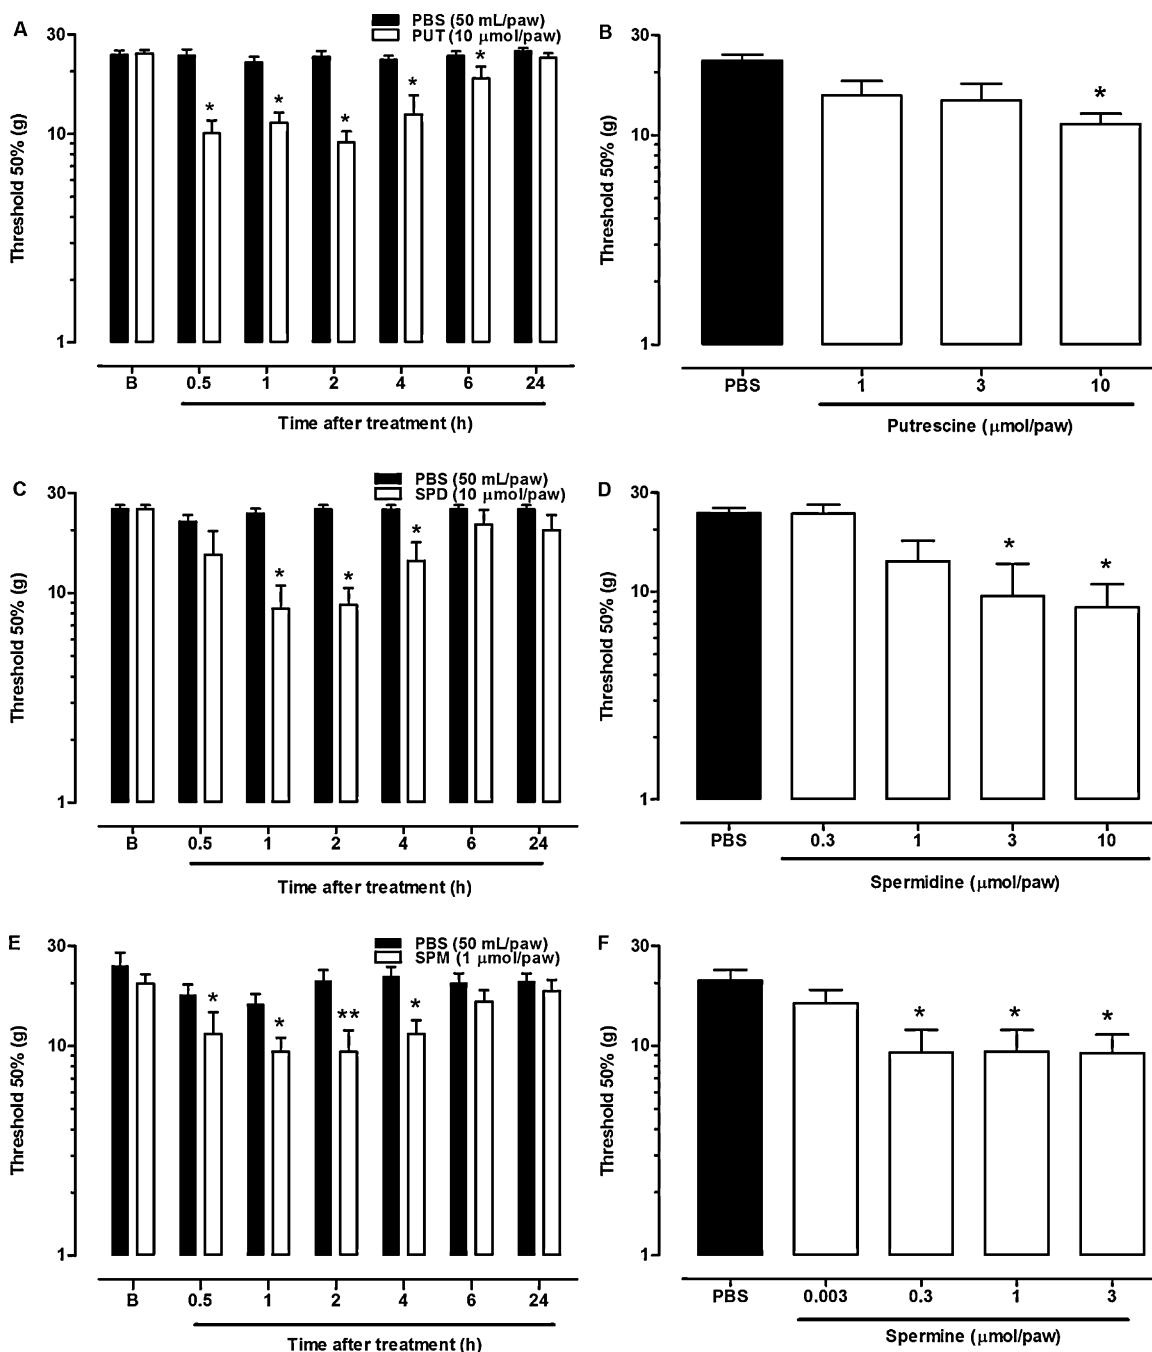 A
PBS (50 mL/paw)
PUT (10 μmol/paw)
30
10
1
Threshold 50% (g)
* * * * *
B 0.5 1 2 4 6 24
Time after treatment (h)
B
30
10
1
Threshold 50% (g)
*
PBS 1 3 10
Putrescine (μmol/paw)
C
PBS (50 mL/paw)
SPD (10 μmol/paw)
30
10
1
Threshold 50% (g)
* * *
B 0.5 1 2 4 6 24
Time after treatment (h)
D
30
10
1
Threshold 50% (g)
* *
PBS 0.3 1 3 10
Spermidine (μmol/paw)
E
PBS (50 mL/paw)
SPM (1 μmol/paw)
30
10
1
Threshold 50% (g)
* * ** *
B 0.5 1 2 4 6 24
Time after treatment (h)
F
30
10
1
Threshold 50% (g)
* * *
PBS 0.003 0.3 1 3
Spermine (μmol/paw)